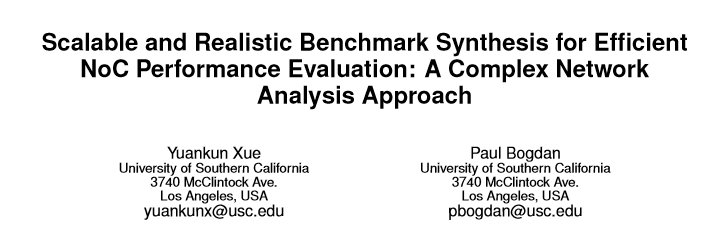 Scalable and Realistic Benchmark Synthesis for Efficient
NoC Performance Evaluation: A Complex Network
Analysis Approach
Yuankun Xue
University of Southern California
3740 McClintock Ave.
Los Angeles, USA
yuankunx@usc.edu
Paul Bogdan
University of Southern California
3740 McClintock Ave.
Los Angeles, USA
pbogdan@usc.edu